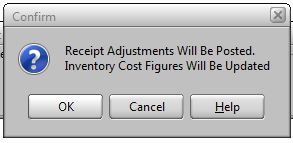 Confirm
Receipt Adjustments Will Be Posted.
Inventory Cost Figures Will Be Updated
OK
Cancel
Help